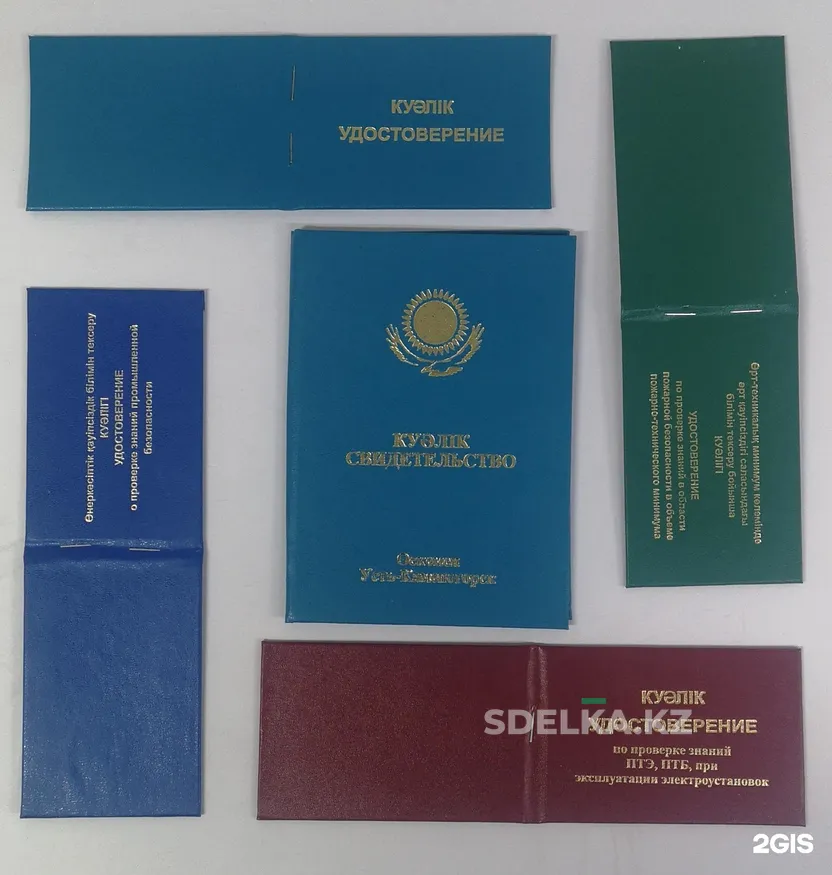 КУӘЛІК
УДОСТОВЕРЕНИЕ
Өнеркәсіптік қауіпсіздік білімін тексеру
КУӘЛІГІ
УДОСТОВЕРЕНИЕ
о проверке знаний промышленной
безопасности
КУӘЛІК
СВИДЕТЕЛЬСТВО
Өскемен
Усть-Каменогорск
Өрт-техникалық минимум көлемінде
өрт қауіпсіздігі саласындағы
білімін тексеру бойынша
КУӘЛІГІ
УДОСТОВЕРЕНИЕ
по проверке знаний в области
пожарной безопасности в объеме
пожарно-технического минимума
КУӘЛІК
УДОСТОВЕРЕНИЕ
по проверке знаний
ПТЭ, ПТБ, при
эксплуатации электроустановок
SDELKA.KZ
2GIS